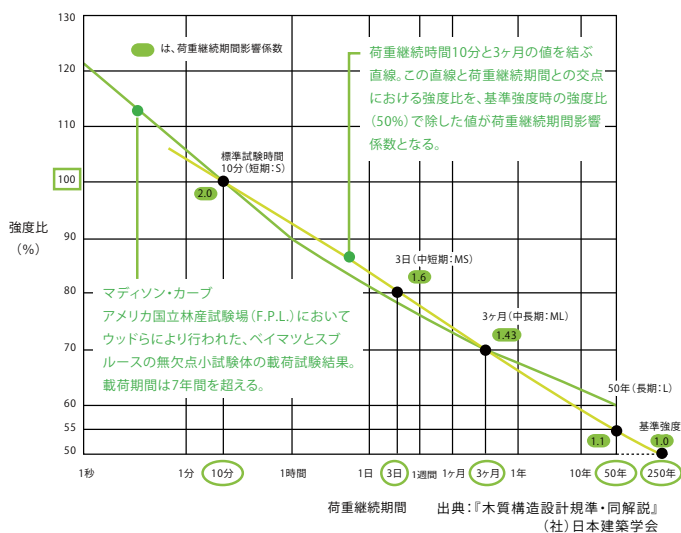 130
120
110
100
90
80
70
60
55
50
強度比
(%)
は、荷重継続期間影響係数
荷重継続時間10分と3ヶ月の値を結ぶ
直線。この直線と荷重継続期間との交点
における強度比を、基準強度時の強度比
(50%)で除した値が荷重継続期間影響
係数となる。
標準試験時間
10分(短期:S)
2.0
3日(中短期:MS)
1.6
3ヶ月(中長期:ML)
1.43
マディソン・カーブ
アメリカ国立林産試験場(F.P.L.)において
ウッドらにより行われた、ベイマツとスプ
ルースの無欠点小試験体の載荷試験結果。
載荷期間は7年間を超える。
50年(長期:L)
1.1
基準強度
1.0
1秒 1分 10分 1時間 1日 3日 1週間 1ヶ月 3ヶ月 1年 10年 50年 250年
荷重継続期間
出典:『木質構造設計規準・同解説』
(社)日本建築学会